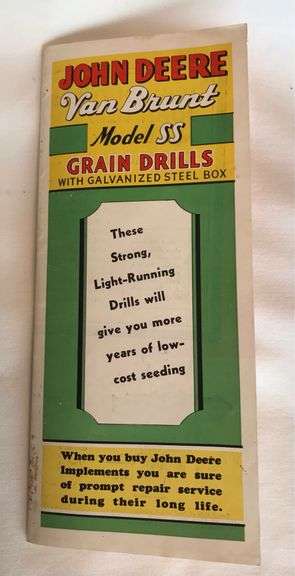 JOHN DEERE
Van Brunt
Model SS
GRAIN DRILLS
WITH GALVANIZED STEEL BOX
These
Strong,
Light-Running
Drills will
give you more
years of low-
cost seeding
When you buy John Deere
Implements you are sure
of prompt repair service
during their long life.